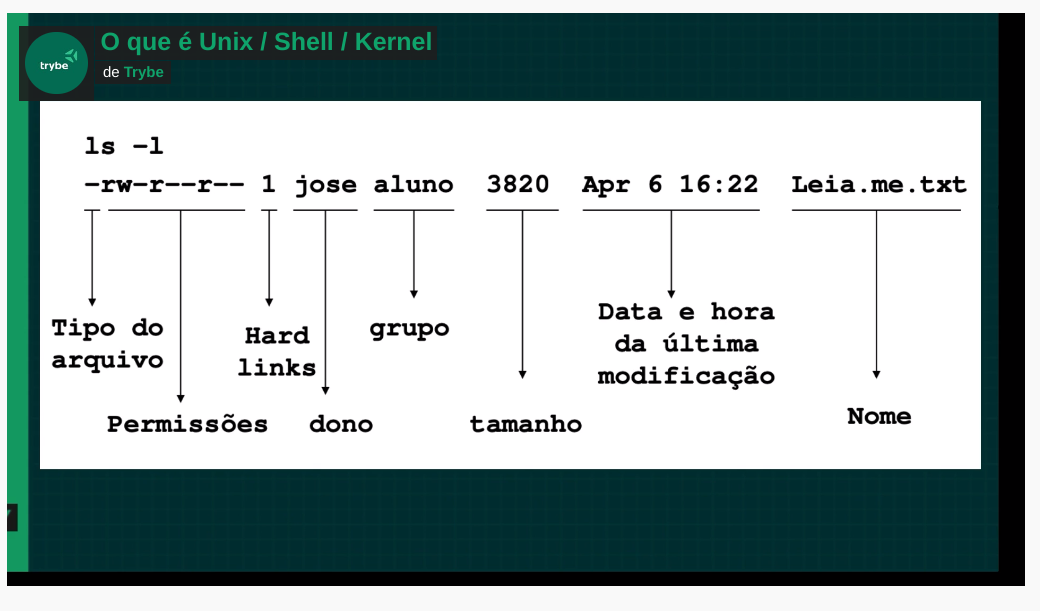 O que é Unix / Shell / Kernel
trybe
de Trybe
ls -l
-rw-r--r-- 1 jose aluno 3820 Apr 6 16:22 Leia.me.txt
Tipo do
arquivo
Permissões
Hard
links
dono
grupo
tamanho
Data e hora
da última
modificação
Nome